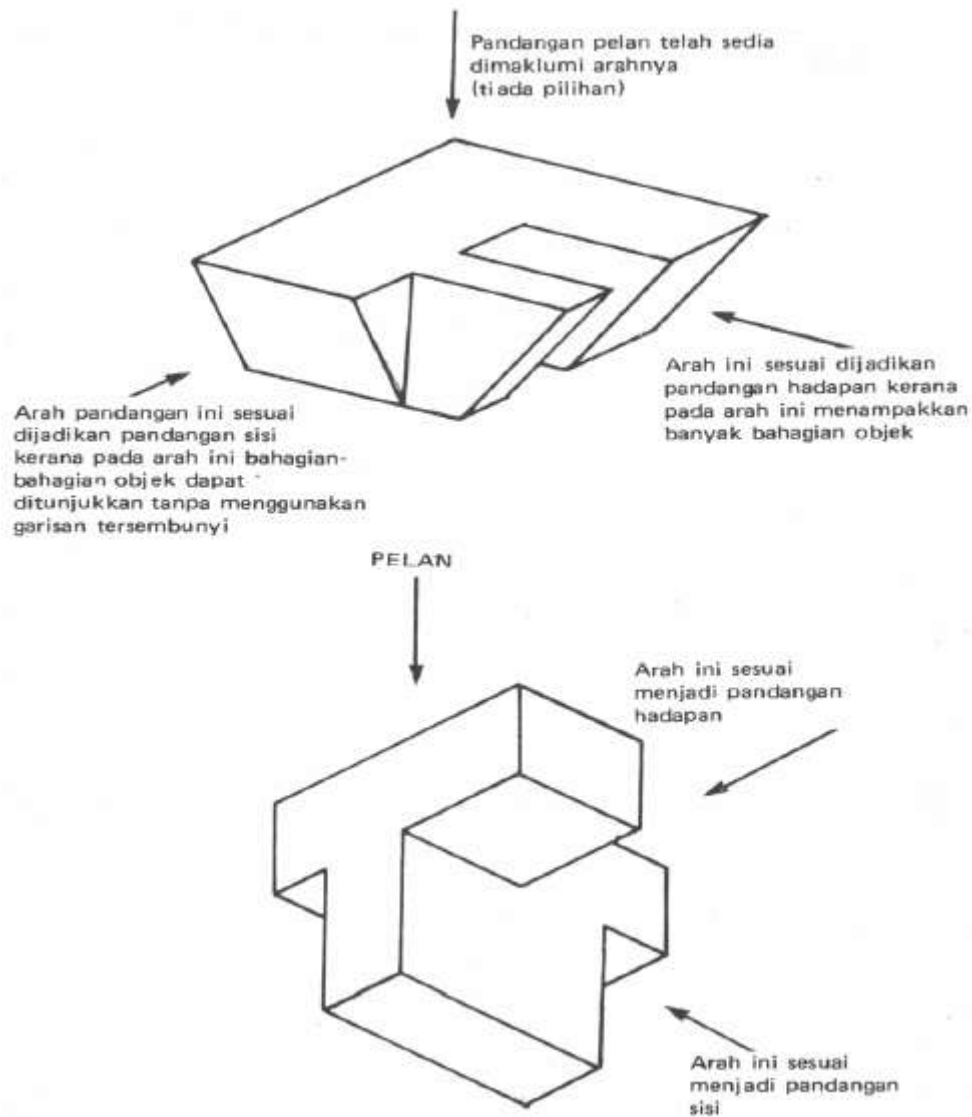 Pandangan pelan telah sedia
dimaklumi arahnya
(tiada pilihan)
Arah ini sesuai dijadikan
pandangan hadapan kerana
pada arah ini menampakkan
banyak bahagian objek
Arah pandangan ini sesuai
dijadikan pandangan sisi
kerana pada arah ini bahagian-
bahagian objek dapat
ditunjukkan tanpa menggunakan
garisan tersembunyi
PELAN
Arah ini sesuai
menjadi pandangan
hadapan
Arah ini sesuai
menjadi pandangan
sisi